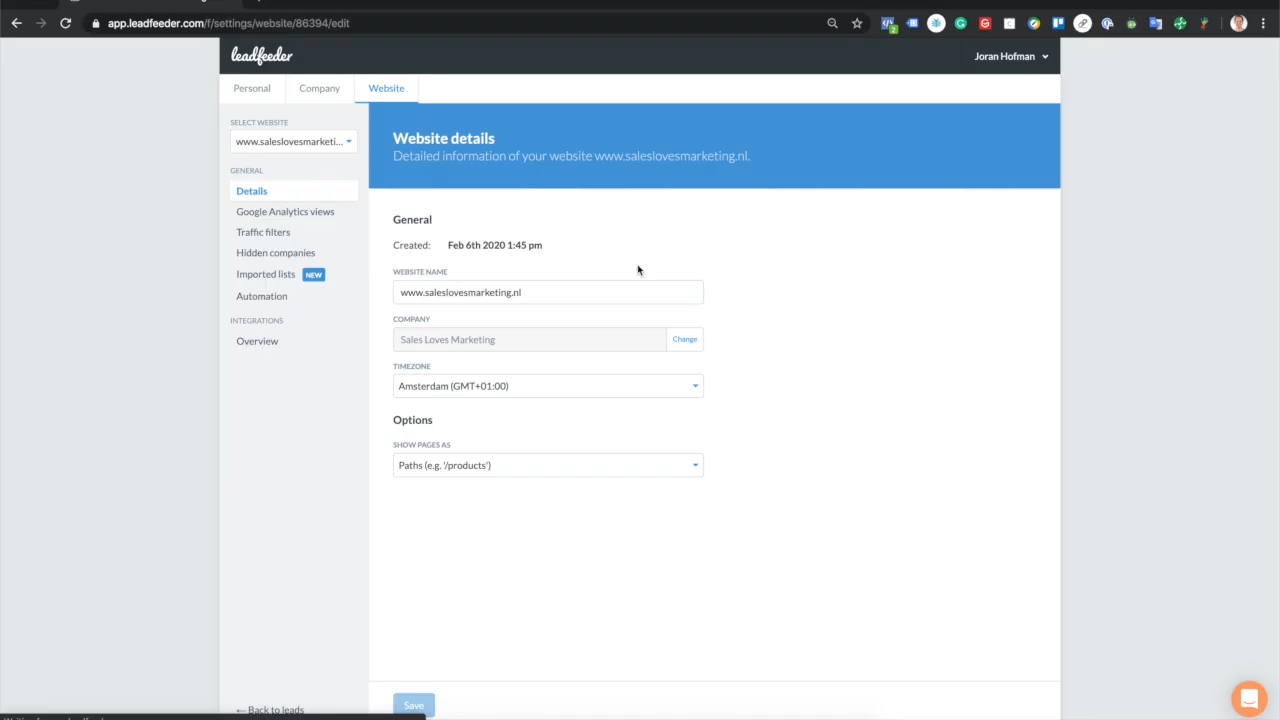 app.leadfeeder.com/f/settings/website/86394/edit
2
leadfeeder
Joran Hofman
Personal
Company
Website
SELECT WEBSITE
www.saleslovesmarketi...
GENERAL
Details
Google Analytics views
Traffic filters
Hidden companies
Imported lists NEW
Automation
INTEGRATIONS
Overview
← Back to leads
Website details
Detailed information of your website www.saleslovesmarketing.nl.
General
Created: Feb 6th 2020 1:45 pm
WEBSITE NAME
www.saleslovesmarketing.nl
COMPANY
Sales Loves Marketing
Change
TIMEZONE
Amsterdam (GMT+01:00)
Options
SHOW PAGES AS
Paths (e.g. '/products')
Save